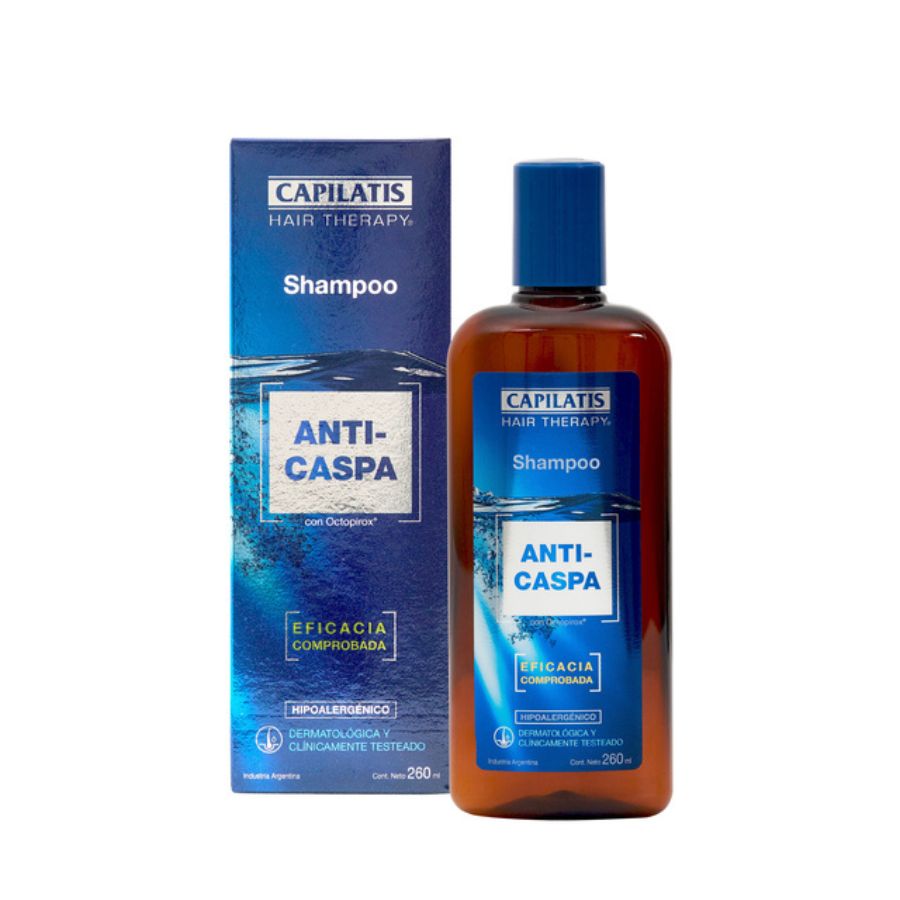 CAPILATIS
HAIR THERAPY®
Shampoo
ANTI-
CASPA
con Octopirox®
EFICACIA
COMPROBADA
HIPOALERGÉNICO
DERMATOLÓGICA Y
CLÍNICAMENTE TESTEADO
Industria Argentina
Cont. Neto 260 ml
CAPILATIS
HAIR THERAPY®
Shampoo
ANTI-
CASPA
con Octopirox®
EFICACIA
COMPROBADA
HIPOALERGÉNICO
DERMATOLÓGICA Y
CLÍNICAMENTE TESTEADO
Industria Argentina
Cont. Neto 260 ml